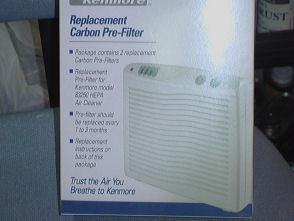 Kenmore
Replacement
Carbon Pre-Filter
■ Package contains 2 replacement
Carbon Pre-Filters
■ Replacement
Pre-Filter for
Kenmore model
83250 HEPA
Air Cleaner
■ Pre-filter should
be replaced every
1 to 3 months
■ Replacement
instructions on
back of this
package
Trust the Air You
Breathe to Kenmore
RUST